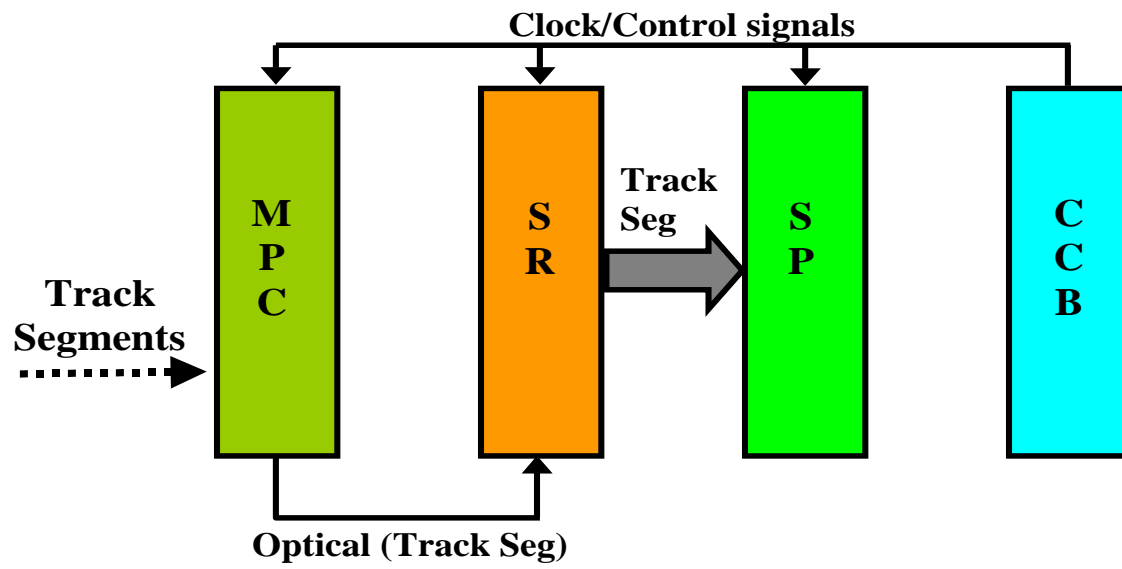 Clock/Control signals
M
P
C
S
R
Track
Seg
S
P
C
C
B
Track
Segments
Optical (Track Seg)